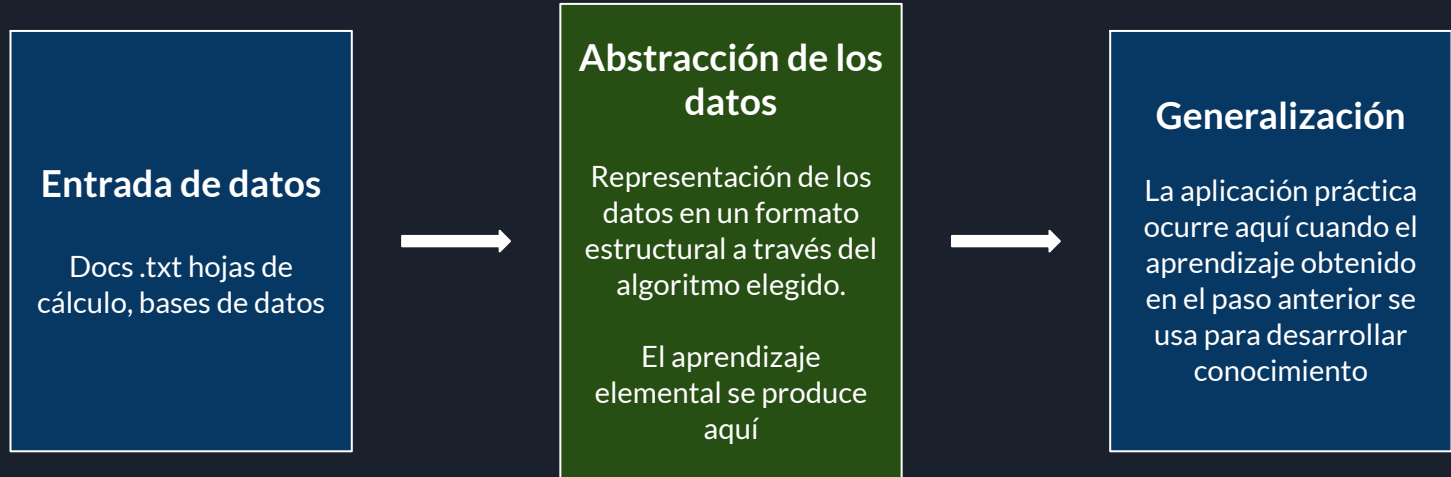 Entrada de datos
Docs .txt hojas de
cálculo, bases de datos
Abstracción de los
datos
Representación de los
datos en un formato
estructural a través del
algoritmo elegido.
El aprendizaje
elemental se produce
aquí
Generalización
La aplicación práctica
ocurre aquí cuando el
aprendizaje obtenido
en el paso anterior se
usa para desarrollar
conocimiento